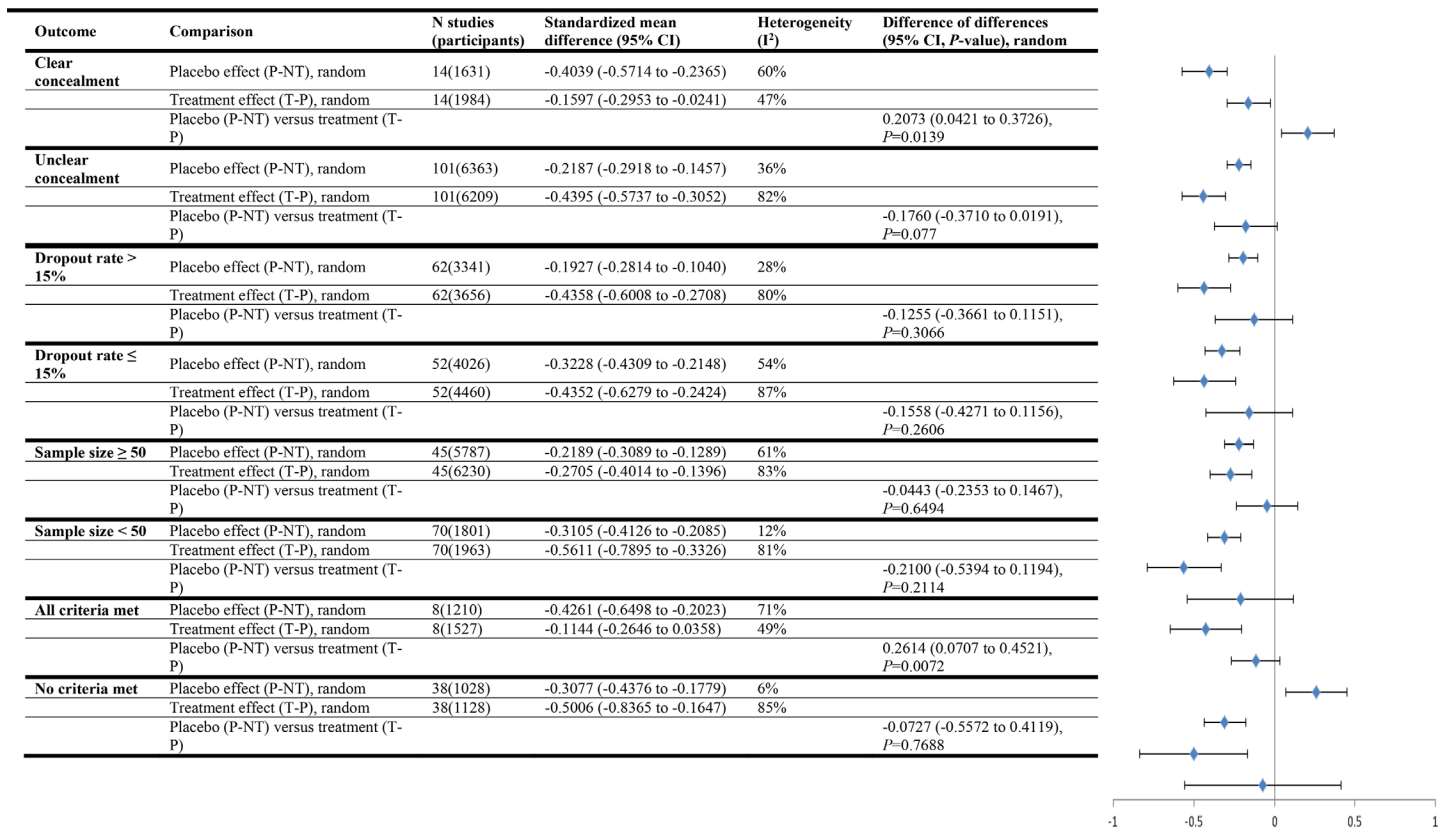 Outcome Comparison N studies (participants) Standardized mean difference (95% CI) Heterogeneity (I²) Difference of differences (95% CI, P-value), random
Clear concealment Placebo effect (P-NT), random 14(1631) -0.4039 (-0.5714 to -0.2365) 60%
Treatment effect (T-P), random 14(1984) -0.1597 (-0.2953 to -0.0241) 47%
Placebo (P-NT) versus treatment (T-P) 0.2073 (0.0421 to 0.3726), P=0.0139
Unclear concealment Placebo effect (P-NT), random 101(6363) -0.2187 (-0.2918 to -0.1457) 36%
Treatment effect (T-P), random 101(6209) -0.4395 (-0.5737 to -0.3052) 82%
Placebo (P-NT) versus treatment (T-P) -0.1760 (-0.3710 to 0.0191), P=0.077
Dropout rate > 15% Placebo effect (P-NT), random 62(3341) -0.1927 (-0.2814 to -0.1040) 28%
Treatment effect (T-P), random 62(3656) -0.4358 (-0.6008 to -0.2708) 80%
Placebo (P-NT) versus treatment (T-P) -0.1255 (-0.3661 to 0.1151), P=0.3066
Dropout rate ≤ 15% Placebo effect (P-NT), random 52(4026) -0.3228 (-0.4309 to -0.2148) 54%
Treatment effect (T-P), random 52(4460) -0.4352 (-0.6279 to -0.2424) 87%
Placebo (P-NT) versus treatment (T-P) -0.1558 (-0.4271 to 0.1156), P=0.2606
Sample size ≥ 50 Placebo effect (P-NT), random 45(5787) -0.2189 (-0.3089 to -0.1289) 61%
Treatment effect (T-P), random 45(6230) -0.2705 (-0.4014 to -0.1396) 83%
Placebo (P-NT) versus treatment (T-P) -0.0443 (-0.2353 to 0.1467), P=0.6494
Sample size < 50 Placebo effect (P-NT), random 70(1801) -0.3105 (-0.4126 to -0.2085) 12%
Treatment effect (T-P), random 70(1963) -0.5611 (-0.7895 to -0.3326) 81%
Placebo (P-NT) versus treatment (T-P) -0.2100 (-0.5394 to 0.1194), P=0.2114
All criteria met Placebo effect (P-NT), random 8(1210) -0.4261 (-0.6498 to -0.2023) 71%
Treatment effect (T-P), random 8(1527) -0.1144 (-0.2646 to 0.0358) 49%
Placebo (P-NT) versus treatment (T-P) 0.2614 (0.0707 to 0.4521), P=0.0072
No criteria met Placebo effect (P-NT), random 38(1028) -0.3077 (-0.4376 to -0.1779) 6%
Treatment effect (T-P), random 38(1128) -0.5006 (-0.8365 to -0.1647) 85%
Placebo (P-NT) versus treatment (T-P) -0.0727 (-0.5572 to 0.4119), P=0.7688
-1 -0.5 0 0.5 1